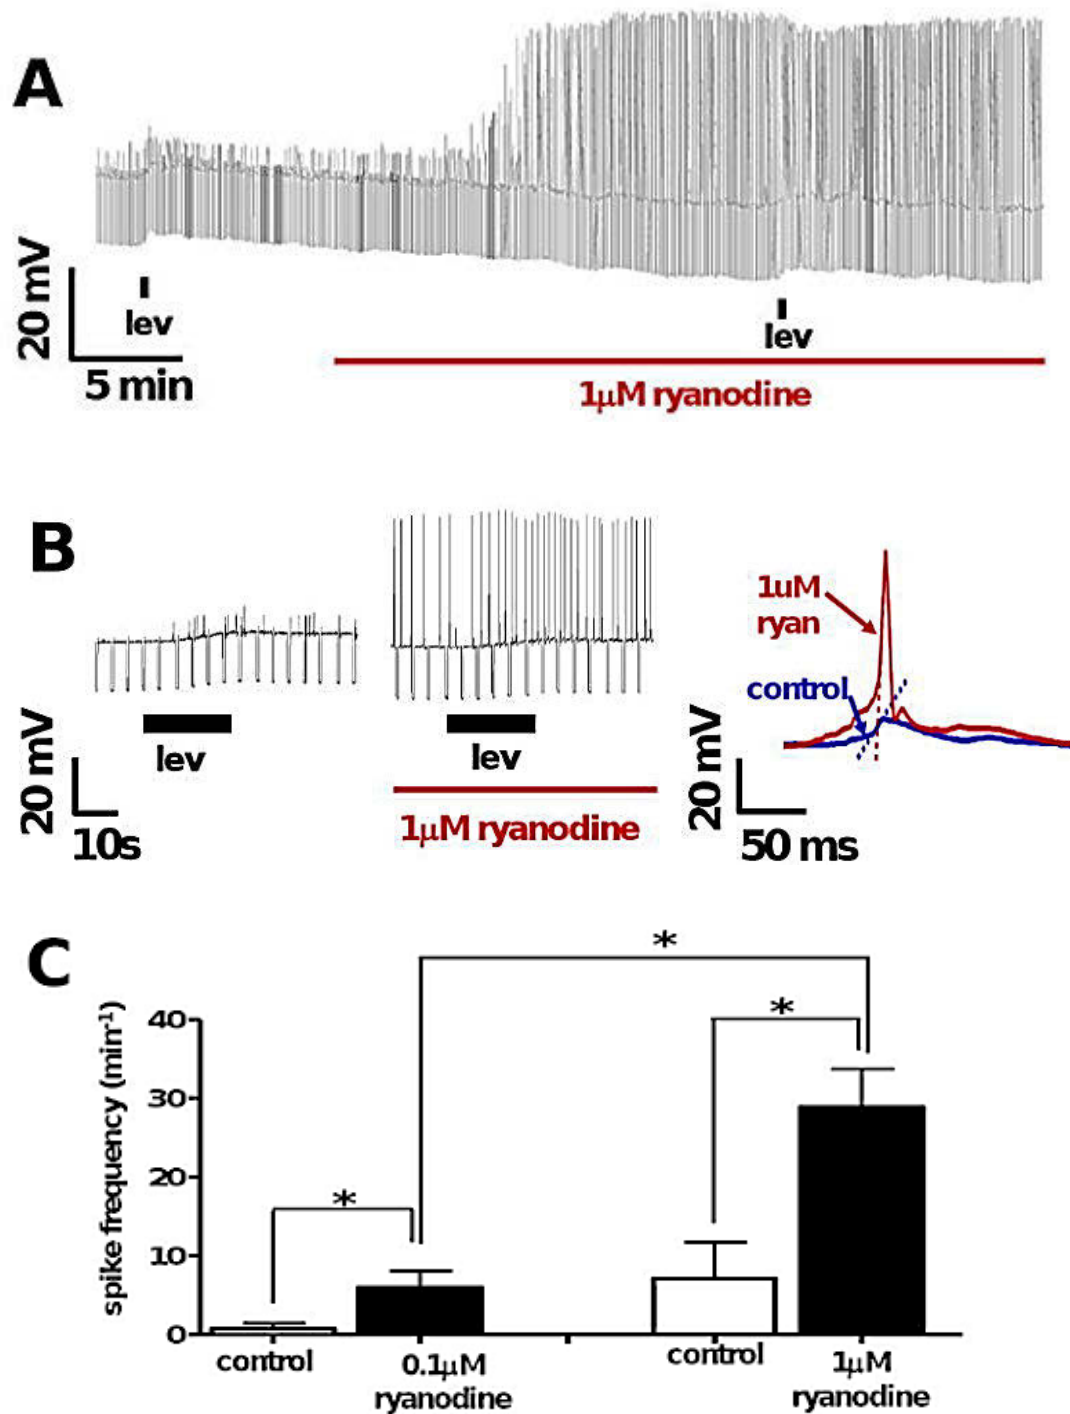 A
20 mV
5 min
lev
lev
1μM ryanodine
B
20 mV
10s
lev
lev
1μM ryanodine
1uM
ryan
control
20 mV
50 ms
C
spike frequency (min⁻¹)
40
30
20
10
0
*
*
*
control
0.1μM
ryanodine
control
1μM
ryanodine